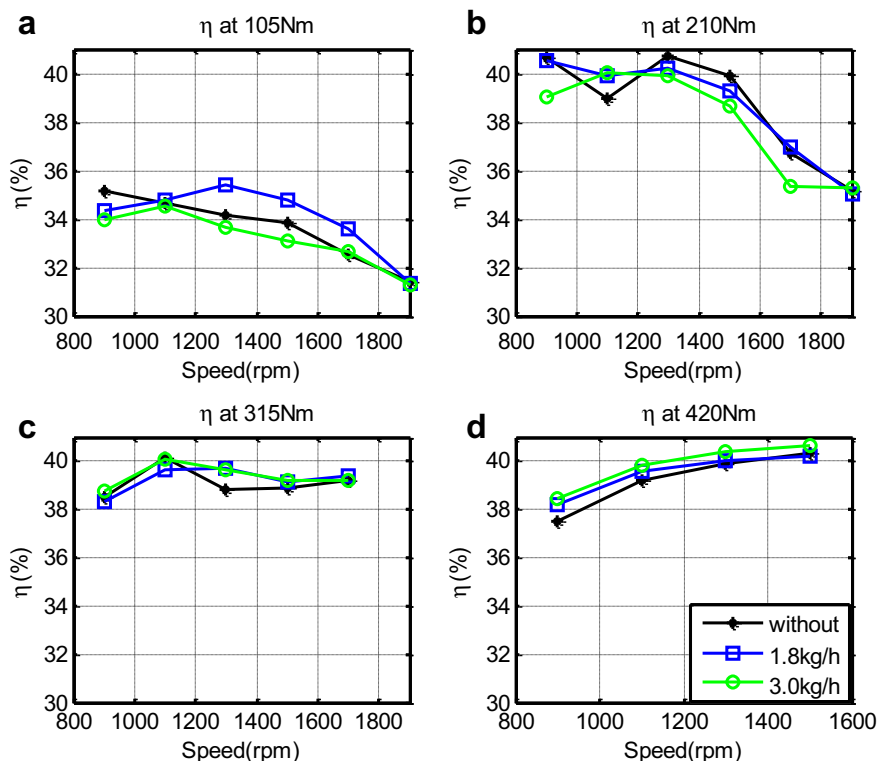 a
η at 105Nm
η (%)
40
38
36
34
32
30
800 1000 1200 1400 1600 1800
Speed(rpm)
b
η at 210Nm
η (%)
40
38
36
34
32
30
800 1000 1200 1400 1600 1800
Speed(rpm)
c
η at 315Nm
η (%)
40
38
36
34
32
30
800 1000 1200 1400 1600 1800
Speed(rpm)
d
η at 420Nm
η (%)
40
38
36
34
32
30
800 1000 1200 1400 1600
Speed(rpm)
without
1.8kg/h
3.0kg/h